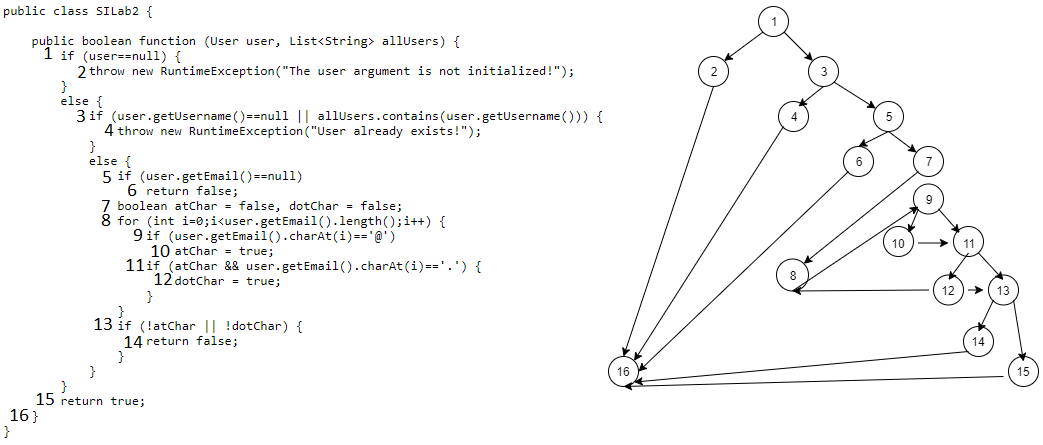 public class SILab2 {
public boolean function (User user, List<String> allUsers) {
1 if (user==null) {
2 throw new RuntimeException("The user argument is not initialized!");
}
else {
3 if (user.getUsername()==null || allUsers.contains(user.getUsername())) {
4 throw new RuntimeException("User already exists!");
}
else {
5 if (user.getEmail()==null)
6 return false;
7 boolean atChar = false, dotChar = false;
8 for (int i=0;i<user.getEmail().length();i++) {
9 if (user.getEmail().charAt(i)=='@')
10 atChar = true;
11 if (atChar && user.getEmail().charAt(i)=='.') {
12 dotChar = true;
}
}
13 if (!atChar || !dotChar) {
14 return false;
}
}
}
15 return true;
16 }
}
1
2
3
4
5
6
7
9
10
11
8
12
13
14
16
15